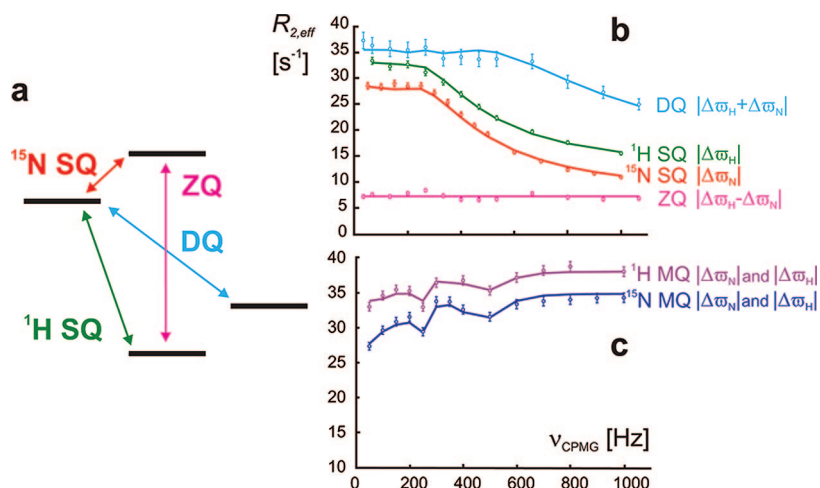 a
¹⁵N SQ
ZQ
DQ
¹H SQ
R₂,eff
[s⁻¹]
b
40
35
30
25
20
15
10
5
0
DQ |Δϖ_H+Δϖ_N|
¹H SQ |Δϖ_H|
¹⁵N SQ |Δϖ_N|
ZQ |Δϖ_H-Δϖ_N|
40
35
30
25
20
15
10
¹H MQ |Δϖ_N| and |Δϖ_H|
¹⁵N MQ |Δϖ_N| and |Δϖ_H|
c
ν_CPMG [Hz]
0 200 400 600 800 1000